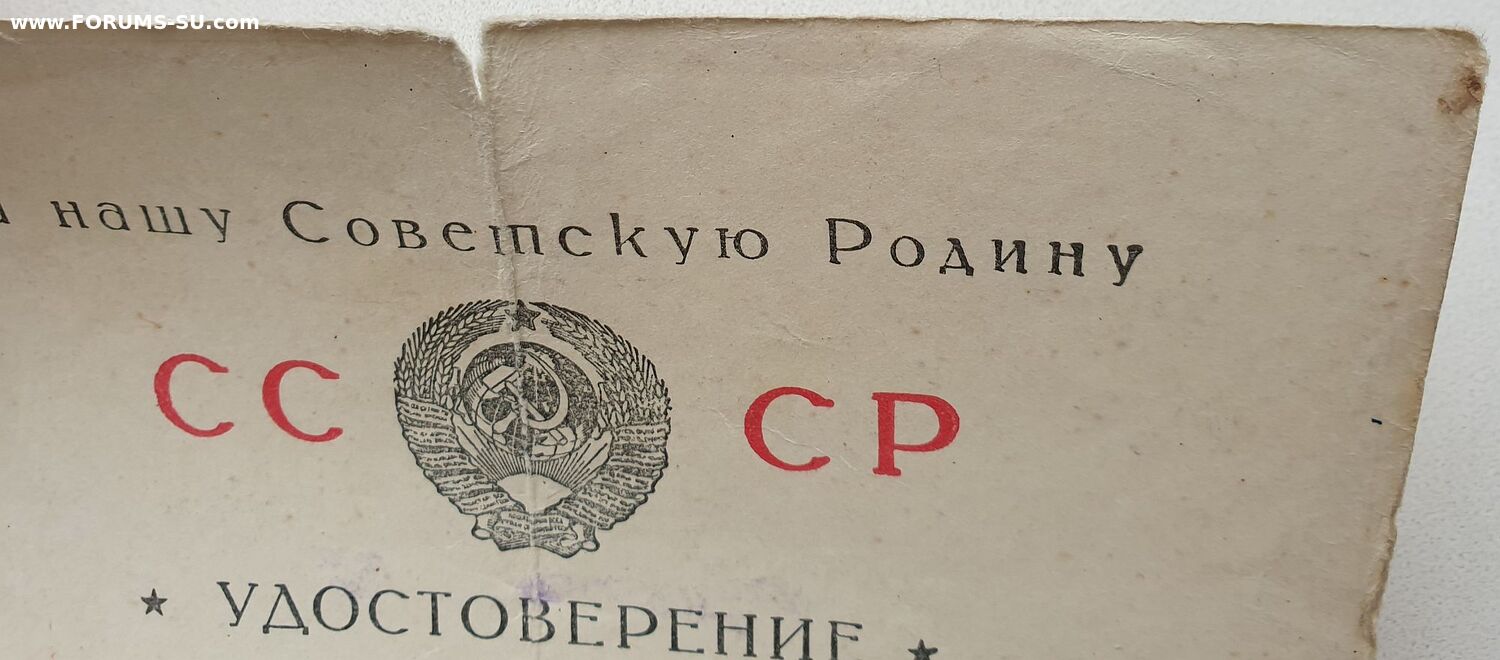 www.FORUMS-SU.com
нашу Советскую Родину
СС СР
★ УДОСТОВЕРЕНИЕ ★